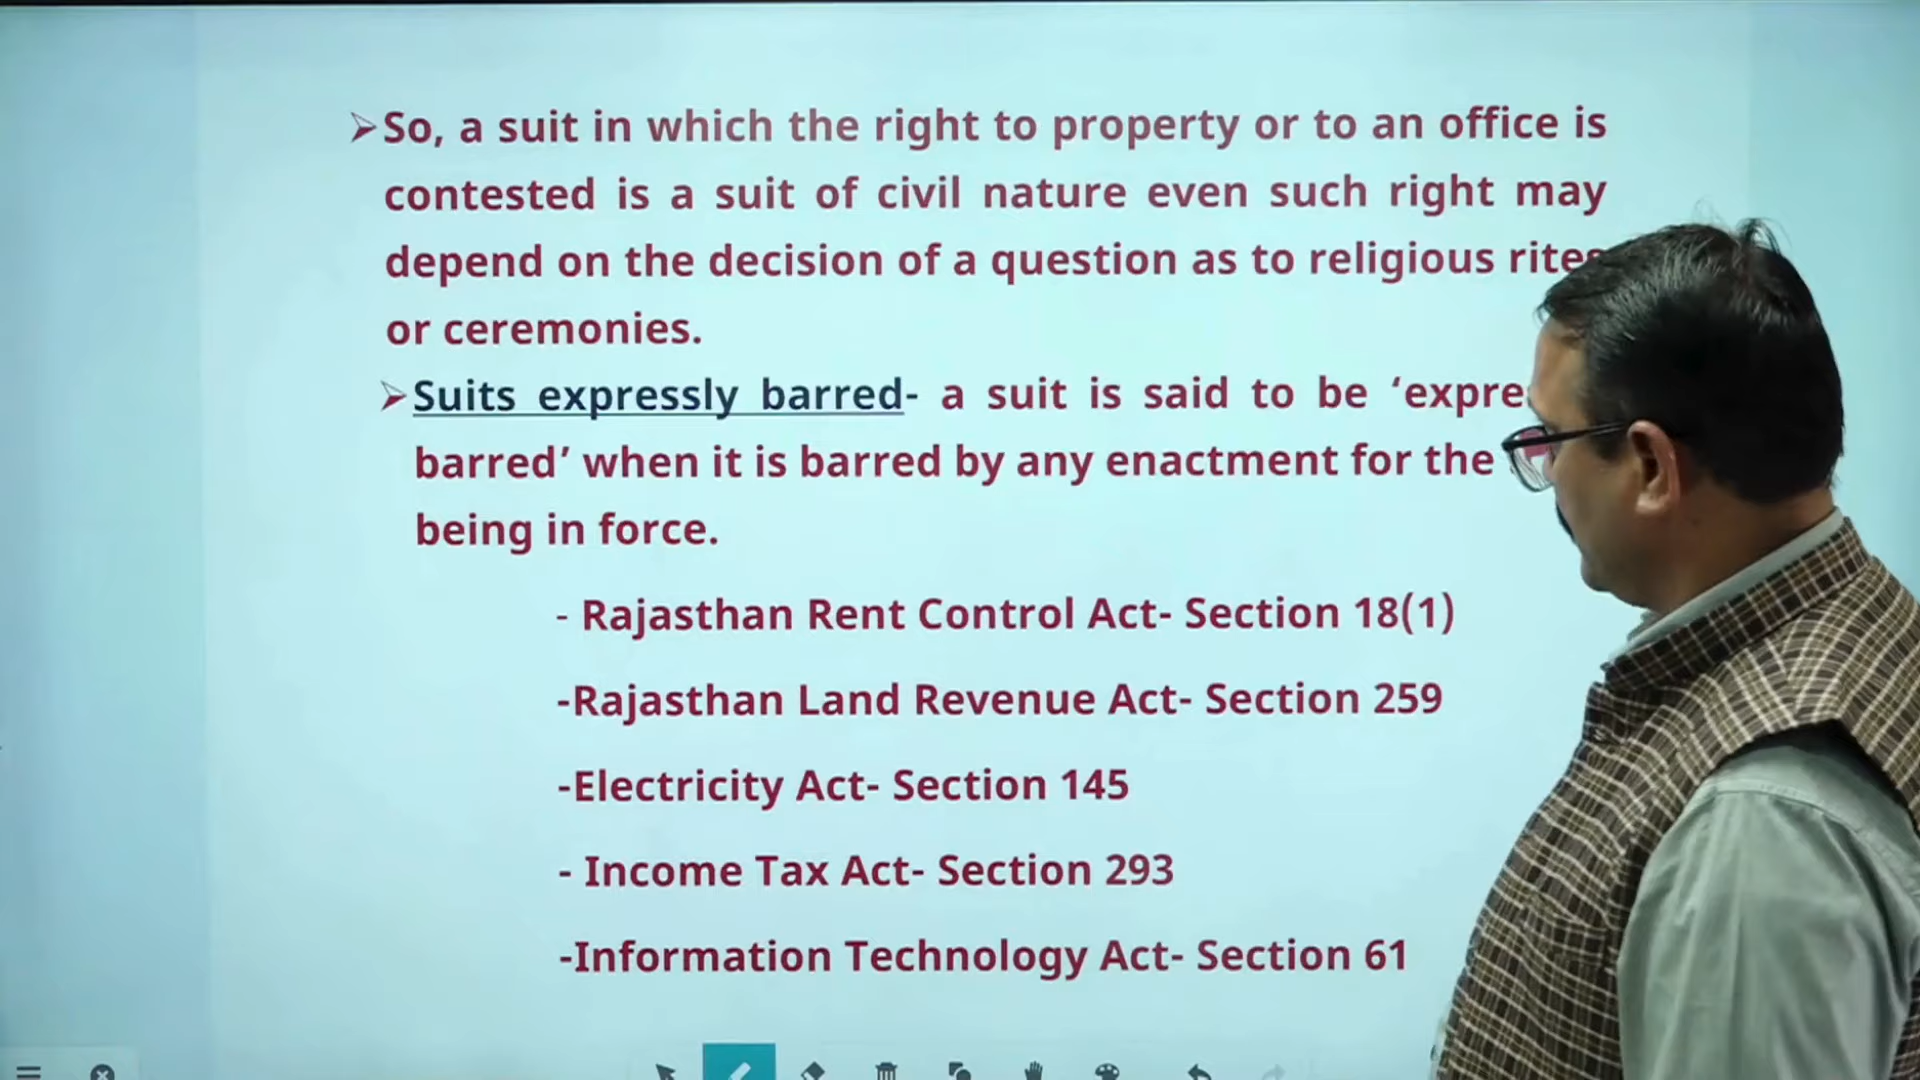 ➢So, a suit in which the right to property or to an office is
contested is a suit of civil nature even such right may
depend on the decision of a question as to religious rites
or ceremonies.
➢Suits expressly barred- a suit is said to be ‘expre
barred’ when it is barred by any enactment for the
being in force.
- Rajasthan Rent Control Act- Section 18(1)
-Rajasthan Land Revenue Act- Section 259
-Electricity Act- Section 145
- Income Tax Act- Section 293
-Information Technology Act- Section 61